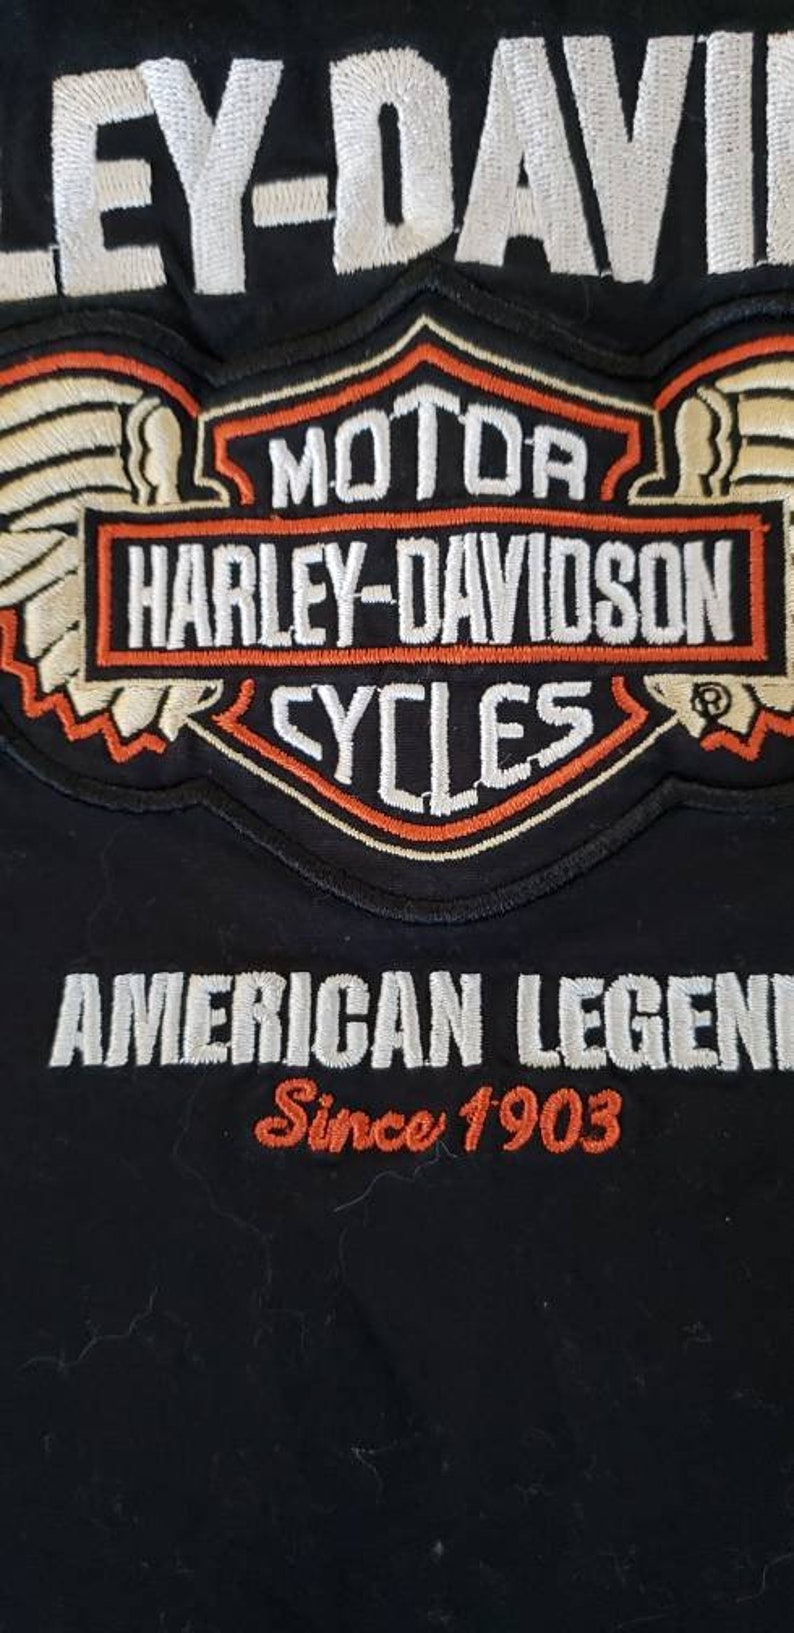 LEY-DAVI
MOTOR
HARLEY-DAVIDSON
CYCLES
®
AMERICAN LEGEN
Since 1903